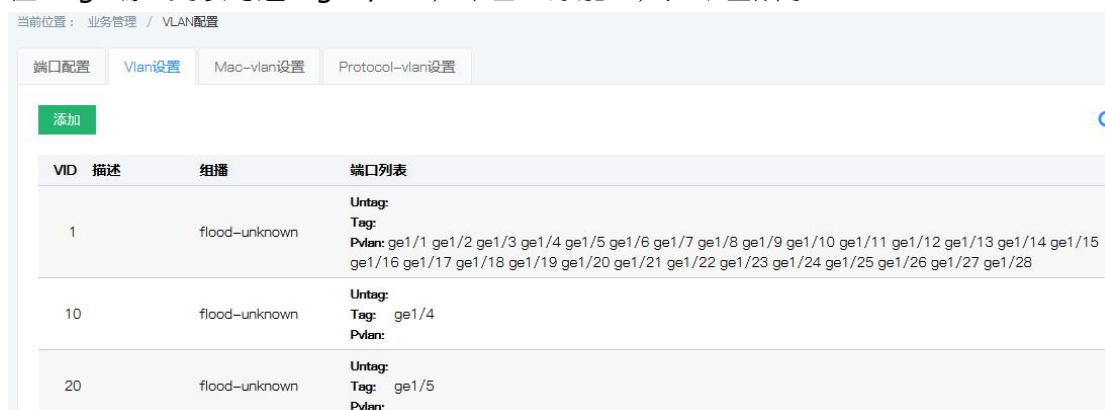 当前位置： 业务管理 / VLAN配置
端口配置 Vlan设置 Mac-vlan设置 Protocol-vlan设置
添加
VID 描述 组播 端口列表
Untag:
Tag:
1 flood-unknown
Pvlan: ge1/1 ge1/2 ge1/3 ge1/4 ge1/5 ge1/6 ge1/7 ge1/8 ge1/9 ge1/10 ge1/11 ge1/12 ge1/13 ge1/14 ge1/15
ge1/16 ge1/17 ge1/18 ge1/19 ge1/20 ge1/21 ge1/22 ge1/23 ge1/24 ge1/25 ge1/26 ge1/27 ge1/28
Untag:
10 flood-unknown Tag: ge1/4
Pvlan:
Untag:
20 flood-unknown Tag: ge1/5
Pvlan: